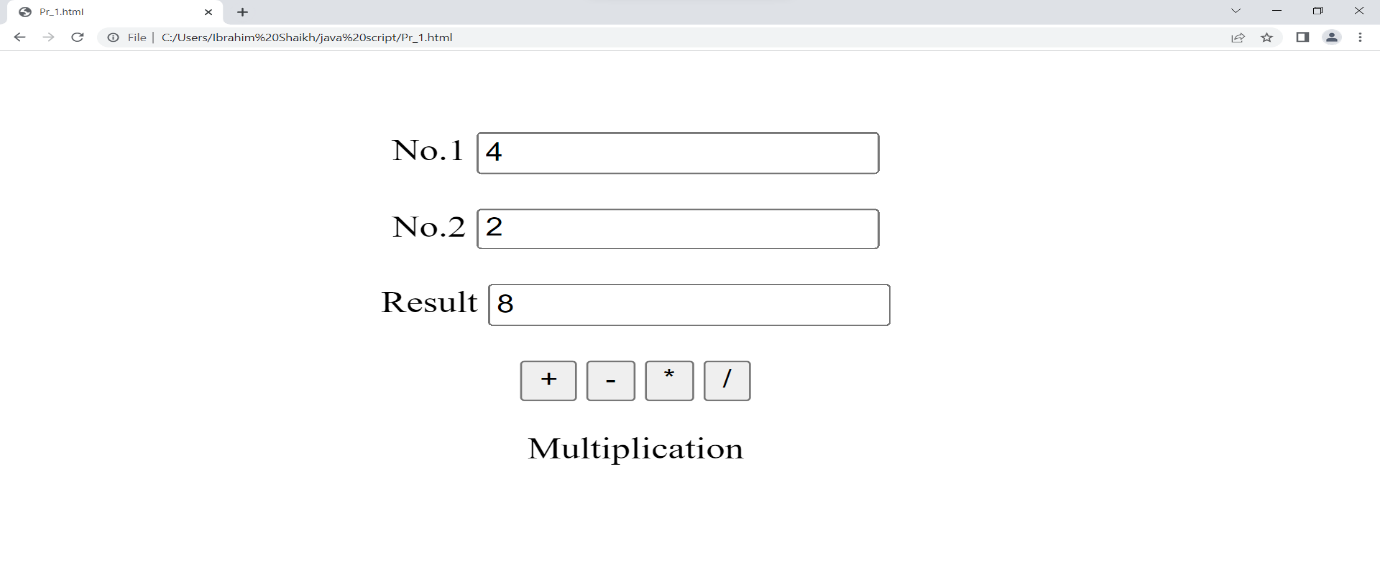 Pr_1.html
File | C:/Users/Ibrahim%20Shaikh/java%20script/Pr_1.html
No.1 4
No.2 2
Result 8
+ - * /
Multiplication